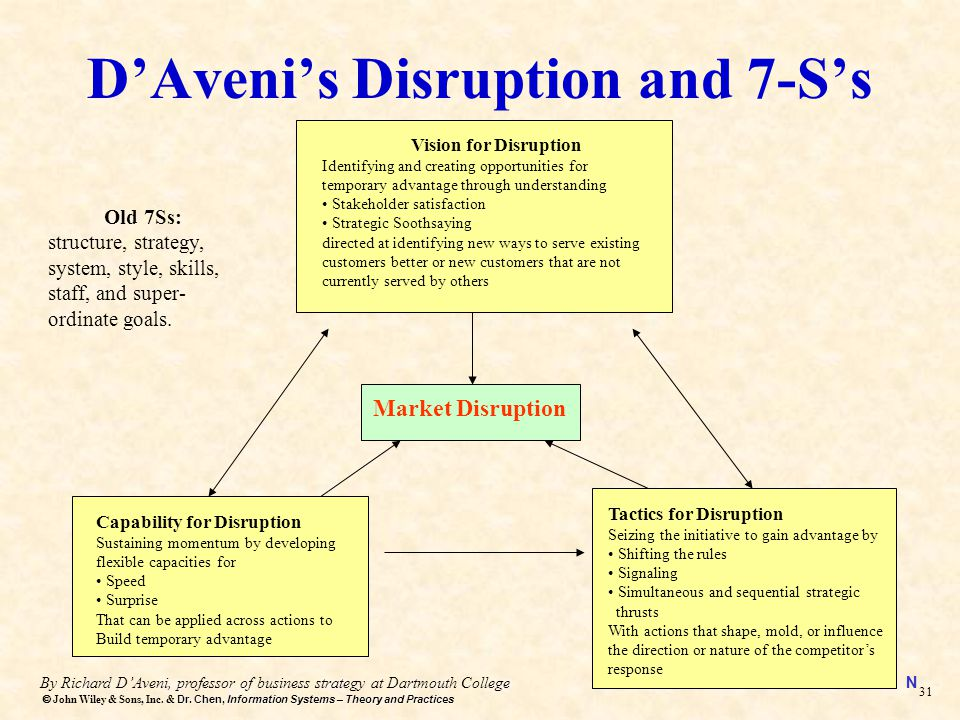 D’Aveni’s Disruption and 7-S’s
Vision for Disruption
Identifying and creating opportunities for
temporary advantage through understanding
• Stakeholder satisfaction
• Strategic Soothsaying
directed at identifying new ways to serve existing
customers better or new customers that are not
currently served by others
Old 7Ss:
structure, strategy,
system, style, skills,
staff, and super-
ordinate goals.
Market Disruption
Capability for Disruption
Sustaining momentum by developing
flexible capacities for
• Speed
• Surprise
That can be applied across actions to
Build temporary advantage
Tactics for Disruption
Seizing the initiative to gain advantage by
• Shifting the rules
• Signaling
• Simultaneous and sequential strategic
thrusts
With actions that shape, mold, or influence
the direction or nature of the competitor’s
response
By Richard D’Aveni, professor of business strategy at Dartmouth College
N
31
© John Wiley & Sons, Inc. & Dr. Chen, Information Systems – Theory and Practices